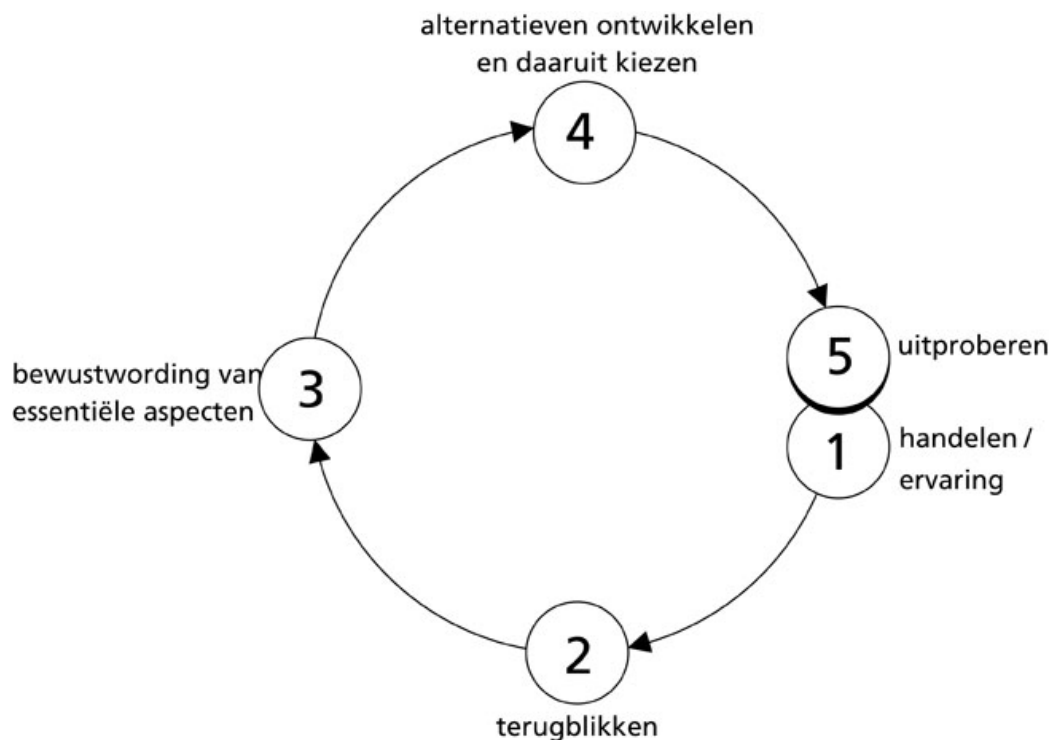 alternatieven ontwikkelen
en daaruit kiezen
4
5
uitproberen
bewustwording van
essentiële aspecten
3
1
handelen /
ervaring
2
terugblikken